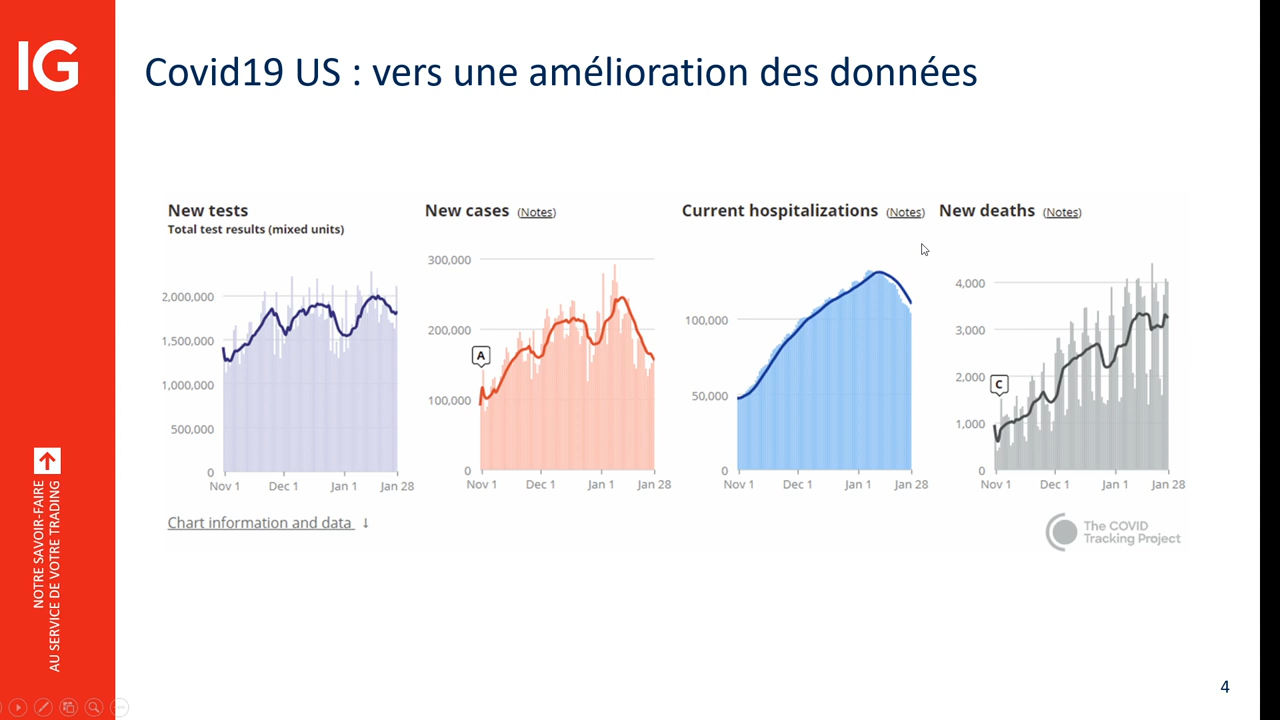 IG
Covid19 US : vers une amélioration des données
New tests
Total test results (mixed units)
2,000,000
1,500,000
1,000,000
500,000
0
Nov 1 Dec 1 Jan 1 Jan 28
New cases (Notes)
300,000
200,000
A
100,000
0
Nov 1 Dec 1 Jan 1 Jan 28
Current hospitalizations (Notes)
100,000
50,000
0
Nov 1 Dec 1 Jan 1 Jan 28
New deaths (Notes)
4,000
3,000
2,000
C
1,000
0
Nov 1 Dec 1 Jan 1 Jan 28
Chart information and data ↓
The COVID
Tracking Project
NOTRE SAVOIR-FAIRE
AU SERVICE DE VOTRE TRADING
4